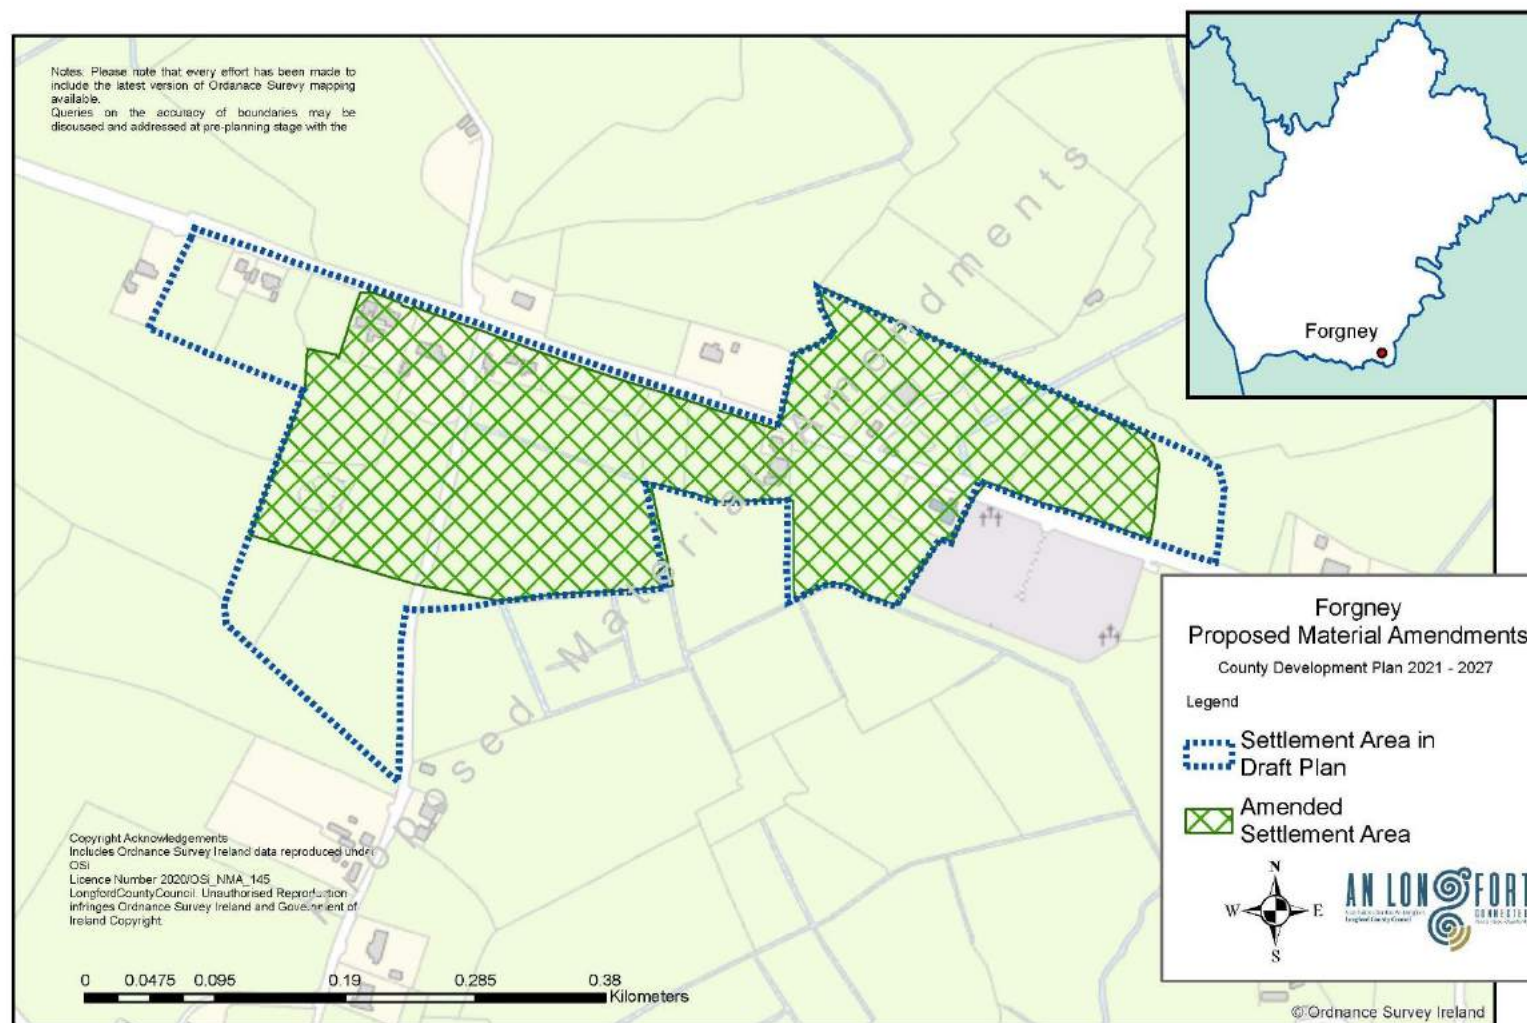 Notes: Please note that every effort has been made to
include the latest version of Ordanace Surevy mapping
available.
Queries on the accuracy of boundaries may be
discussed and addressed at pre-planning stage with the
Forgney
Proposed Material Amendments
Forgney
Proposed Material Amendments
County Development Plan 2021 - 2027
Legend
Settlement Area in
Draft Plan
Amended
Settlement Area
N
W
E
S
AN LONGFORT
Longford County Council
CONNECTED
Copyright Acknowledgements
Includes Ordnance Survey Ireland data reproduced under
OSi
Licence Number 2020/OSi_NMA_145
LongfordCountyCouncil. Unauthorised Reproduction
infringes Ordnance Survey Ireland and Government of
Ireland Copyright
0 0.0475 0.095 0.19 0.285 0.38
Kilometers
© Ordnance Survey Ireland